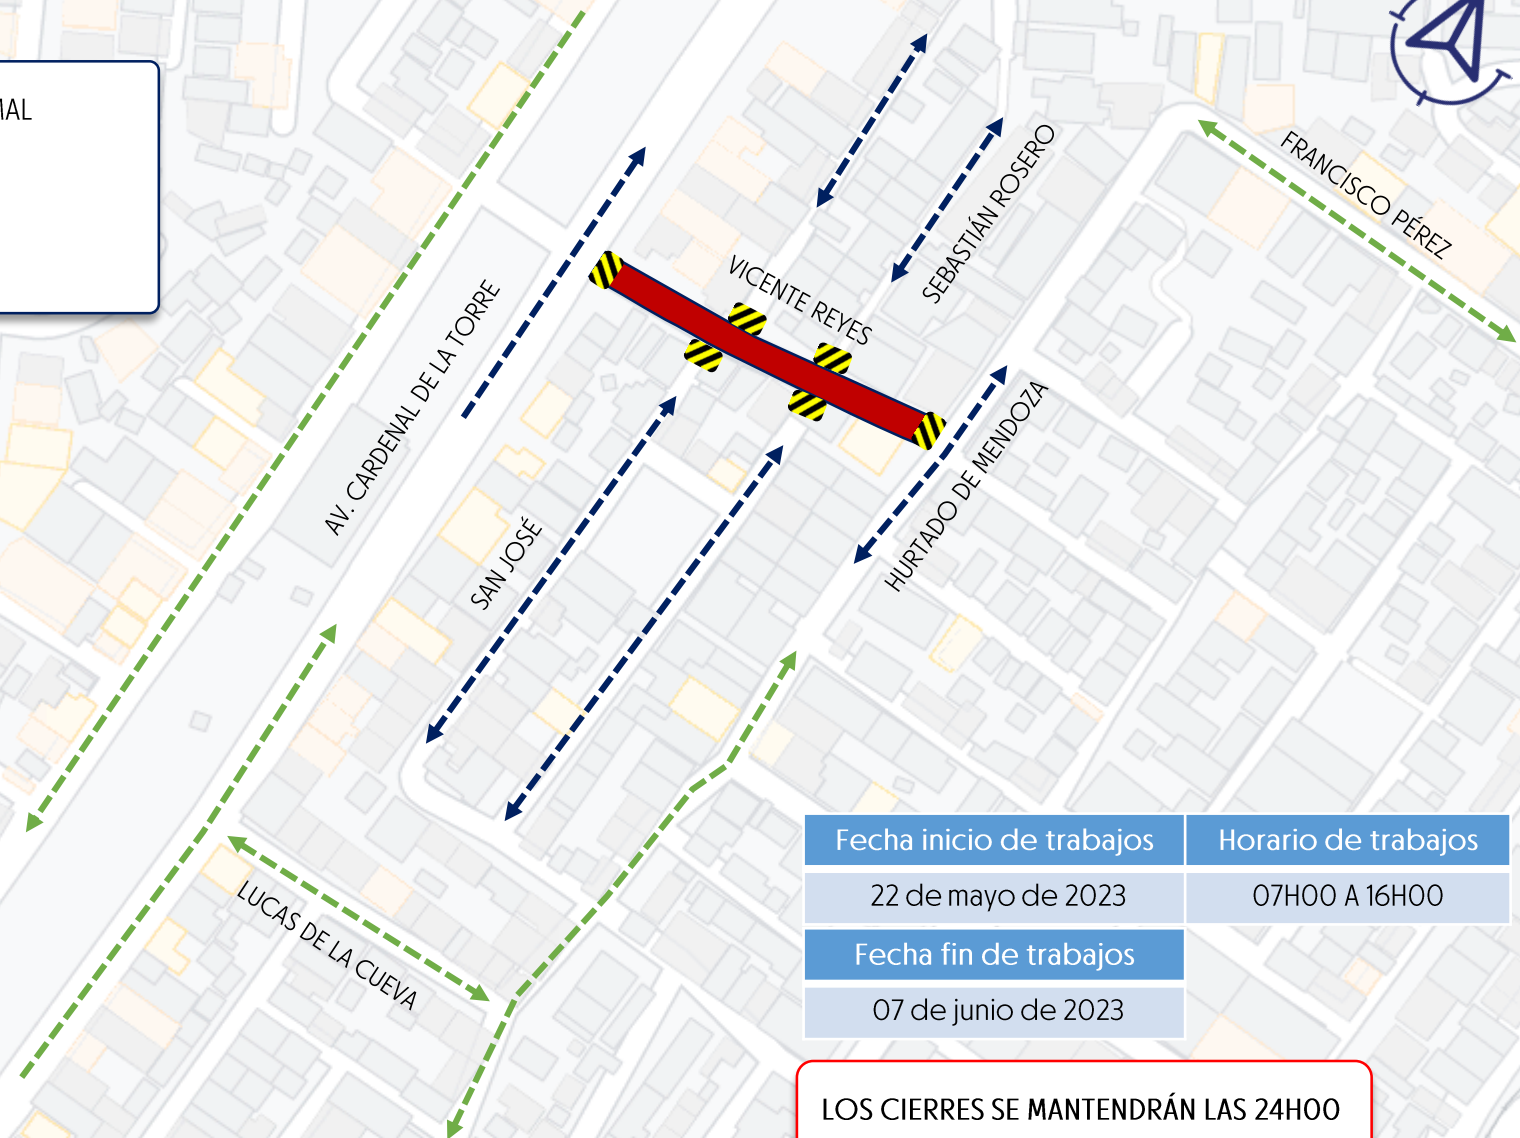 MAL
FRANCISCO PÉREZ
SEBASTIÁN ROSERO
VICENTE REYES
AV. CARDENAL DE LA TORRE
HURTADO DE MENDOZA
SAN JOSÉ
LUCAS DE LA CUEVA
Fecha inicio de trabajos Horario de trabajos
22 de mayo de 2023 07H00 A 16H00
Fecha fin de trabajos
07 de junio de 2023
LOS CIERRES SE MANTENDRÁN LAS 24H00